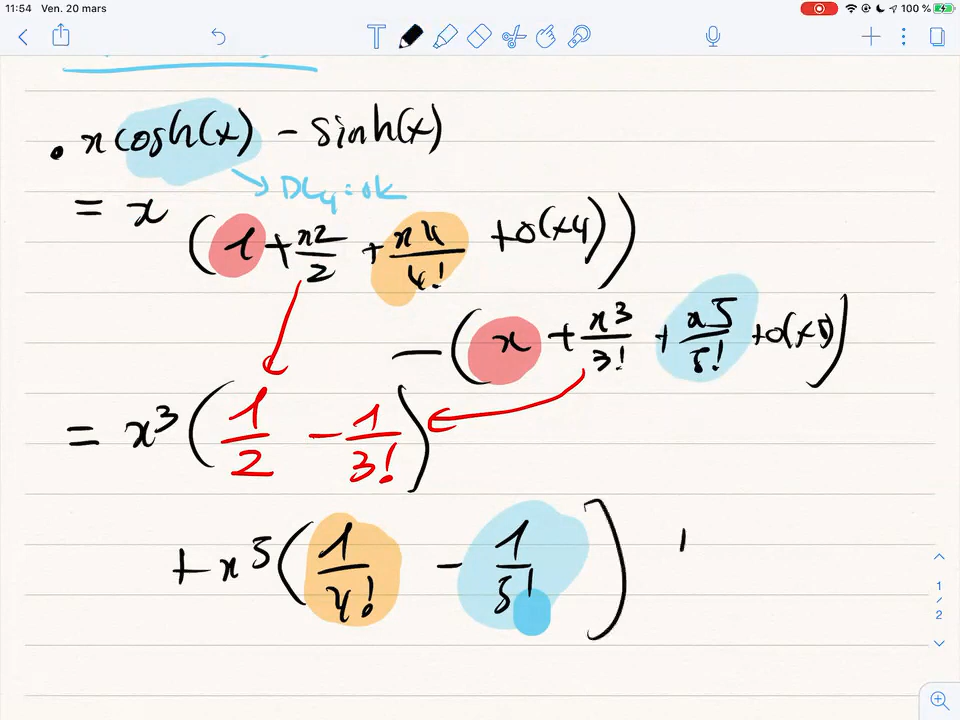 11:54 Ven. 20 mars 100 %
. x cosh(x) - sinh(x)
→ DL4 = ok
= x (1 + x2/2 + x4/4! + o(x4))
- (x + x3/3! + x5/5! + o(x5))
= x3 (1/2 - 1/3!)
+ x5 (1/4! - 1/5!)
1
/
2